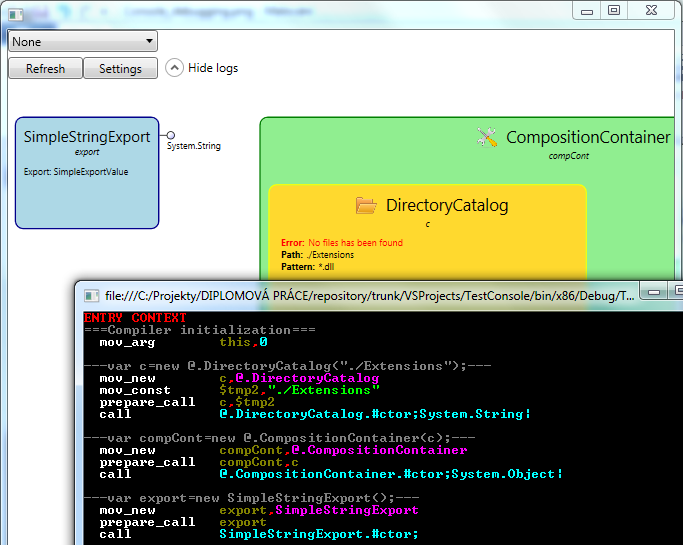 None
Refresh Settings Hide logs
SimpleStringExport
export
Export: SimpleExportValue
System.String
CompositionContainer
compCont
DirectoryCatalog
c
Error: No files has been found
Path: ./Extensions
Pattern: *.dll
file:///C:/Projekty/DIPLOMOVÁ PRÁCE/repository/trunk/VSProjects/TestConsole/bin/x86/Debug/T...
ENTRY CONTEXT
===Compiler initialization===
mov_arg this,0
---var c=new @.DirectoryCatalog("./Extensions");---
mov_new c,@.DirectoryCatalog
mov_const $tmp2,"./Extensions"
prepare_call c,$tmp2
call @.DirectoryCatalog.#ctor;System.String¦
---var compCont=new @.CompositionContainer(c);---
mov_new compCont,@.CompositionContainer
prepare_call compCont,c
call @.CompositionContainer.#ctor;System.Object¦
---var export=new SimpleStringExport();---
mov_new export,SimpleStringExport
prepare_call export
call SimpleStringExport.#ctor;